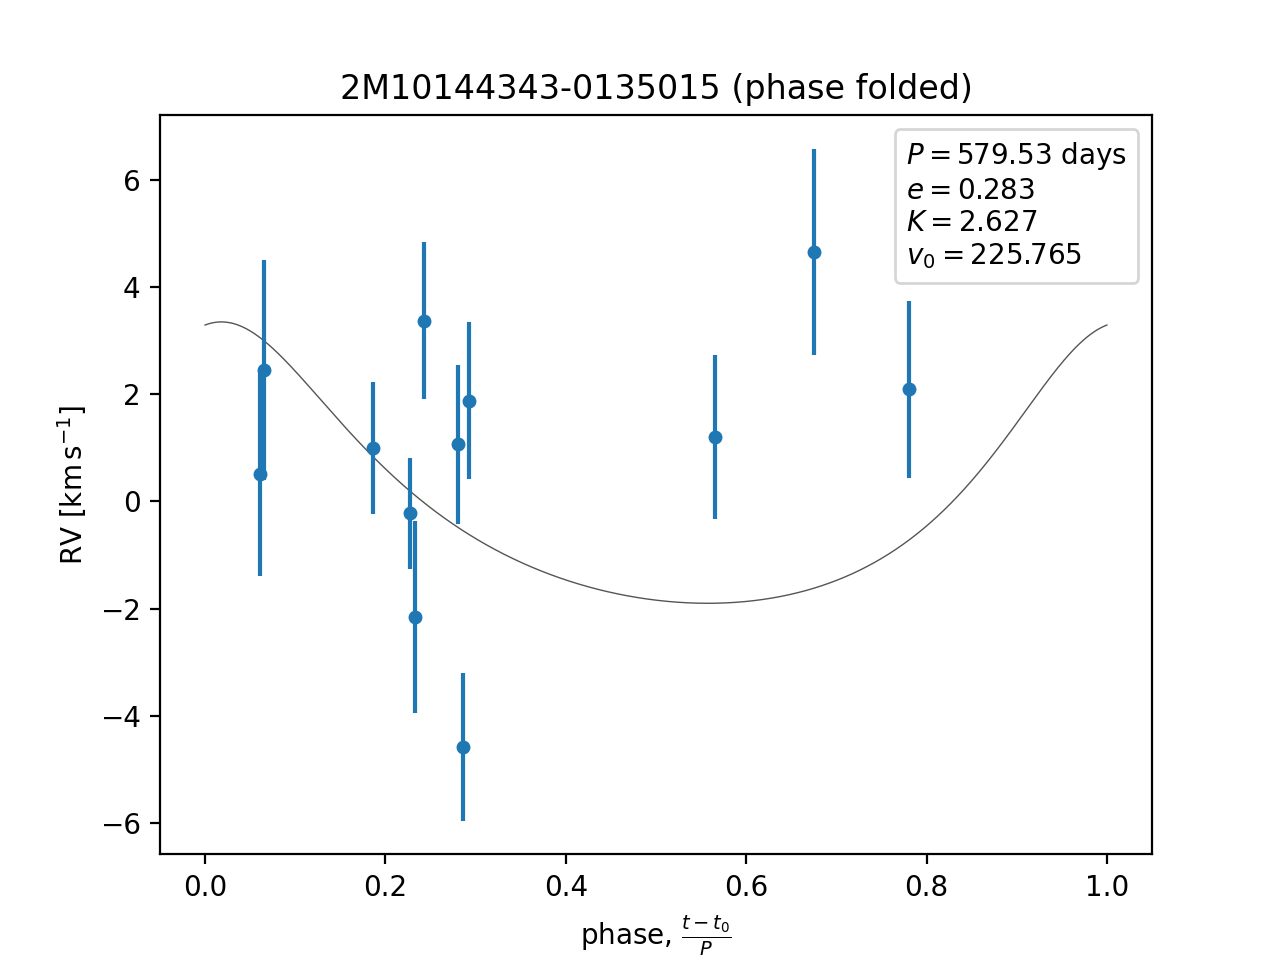 2M10144343-0135015 (phase folded)
P = 579.53 days
e = 0.283
K = 2.627
v₀ = 225.765
RV [km s⁻¹]
6
4
2
0
−2
−4
−6
0.0 0.2 0.4 0.6 0.8 1.0
phase, (t − t₀)/P